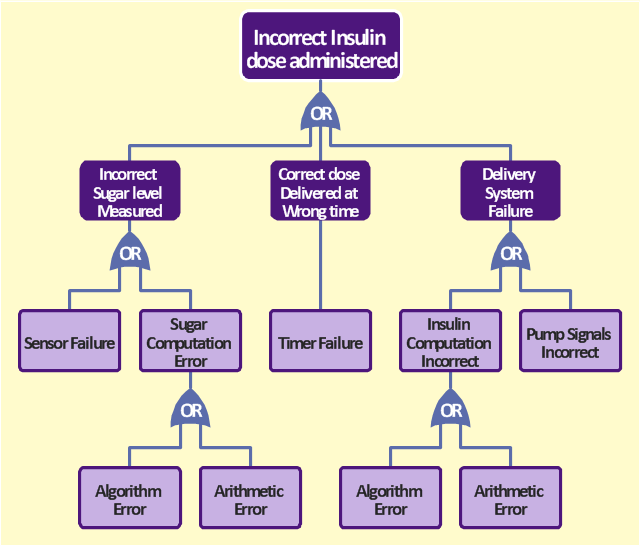 Incorrect Insulin
dose administered
OR
Incorrect
Sugar level
Measured
Correct dose
Delivered at
Wrong time
Delivery
System
Failure
OR
OR
Sensor Failure
Sugar
Computation
Error
Timer Failure
Insulin
Computation
Incorrect
Pump Signals
Incorrect
OR
OR
Algorithm
Error
Arithmetic
Error
Algorithm
Error
Arithmetic
Error